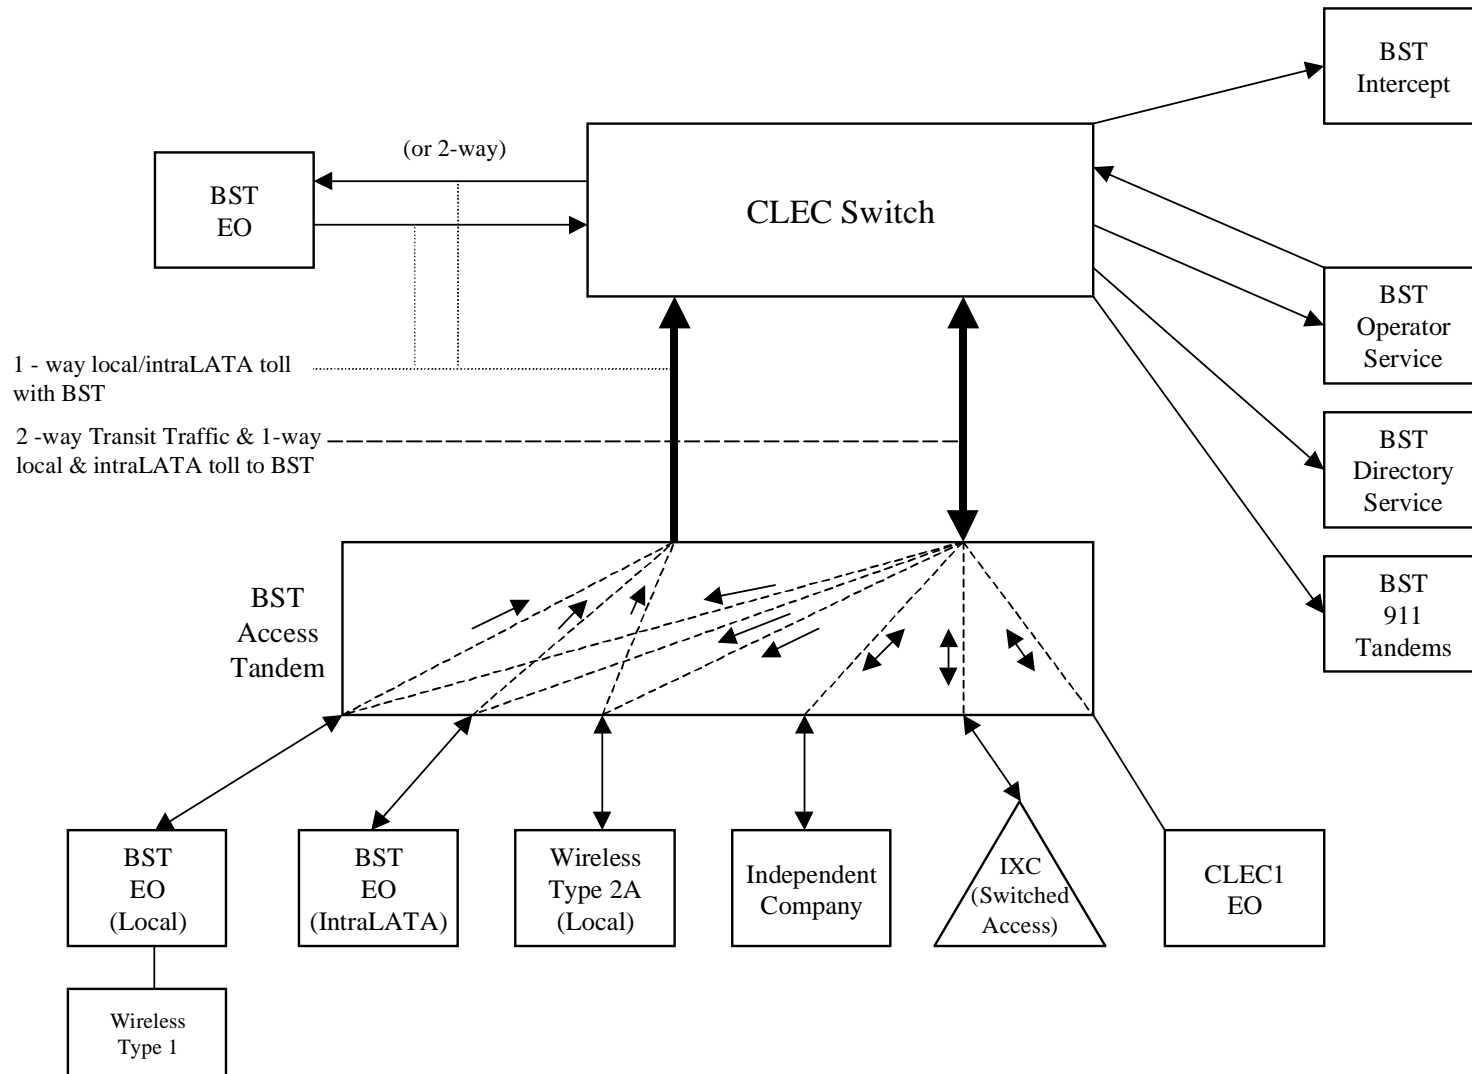 BST
Intercept
(or 2-way)
BST
EO
CLEC Switch
BST
Operator
Service
1 - way local/intraLATA toll
with BST
2 -way Transit Traffic & 1-way
local & intraLATA toll to BST
BST
Directory
Service
BST
911
Tandems
BST
Access
Tandem
BST
EO
(Local)
BST
EO
(IntraLATA)
Wireless
Type 2A
(Local)
Independent
Company
IXC
(Switched
Access)
CLEC1
EO
Wireless
Type 1